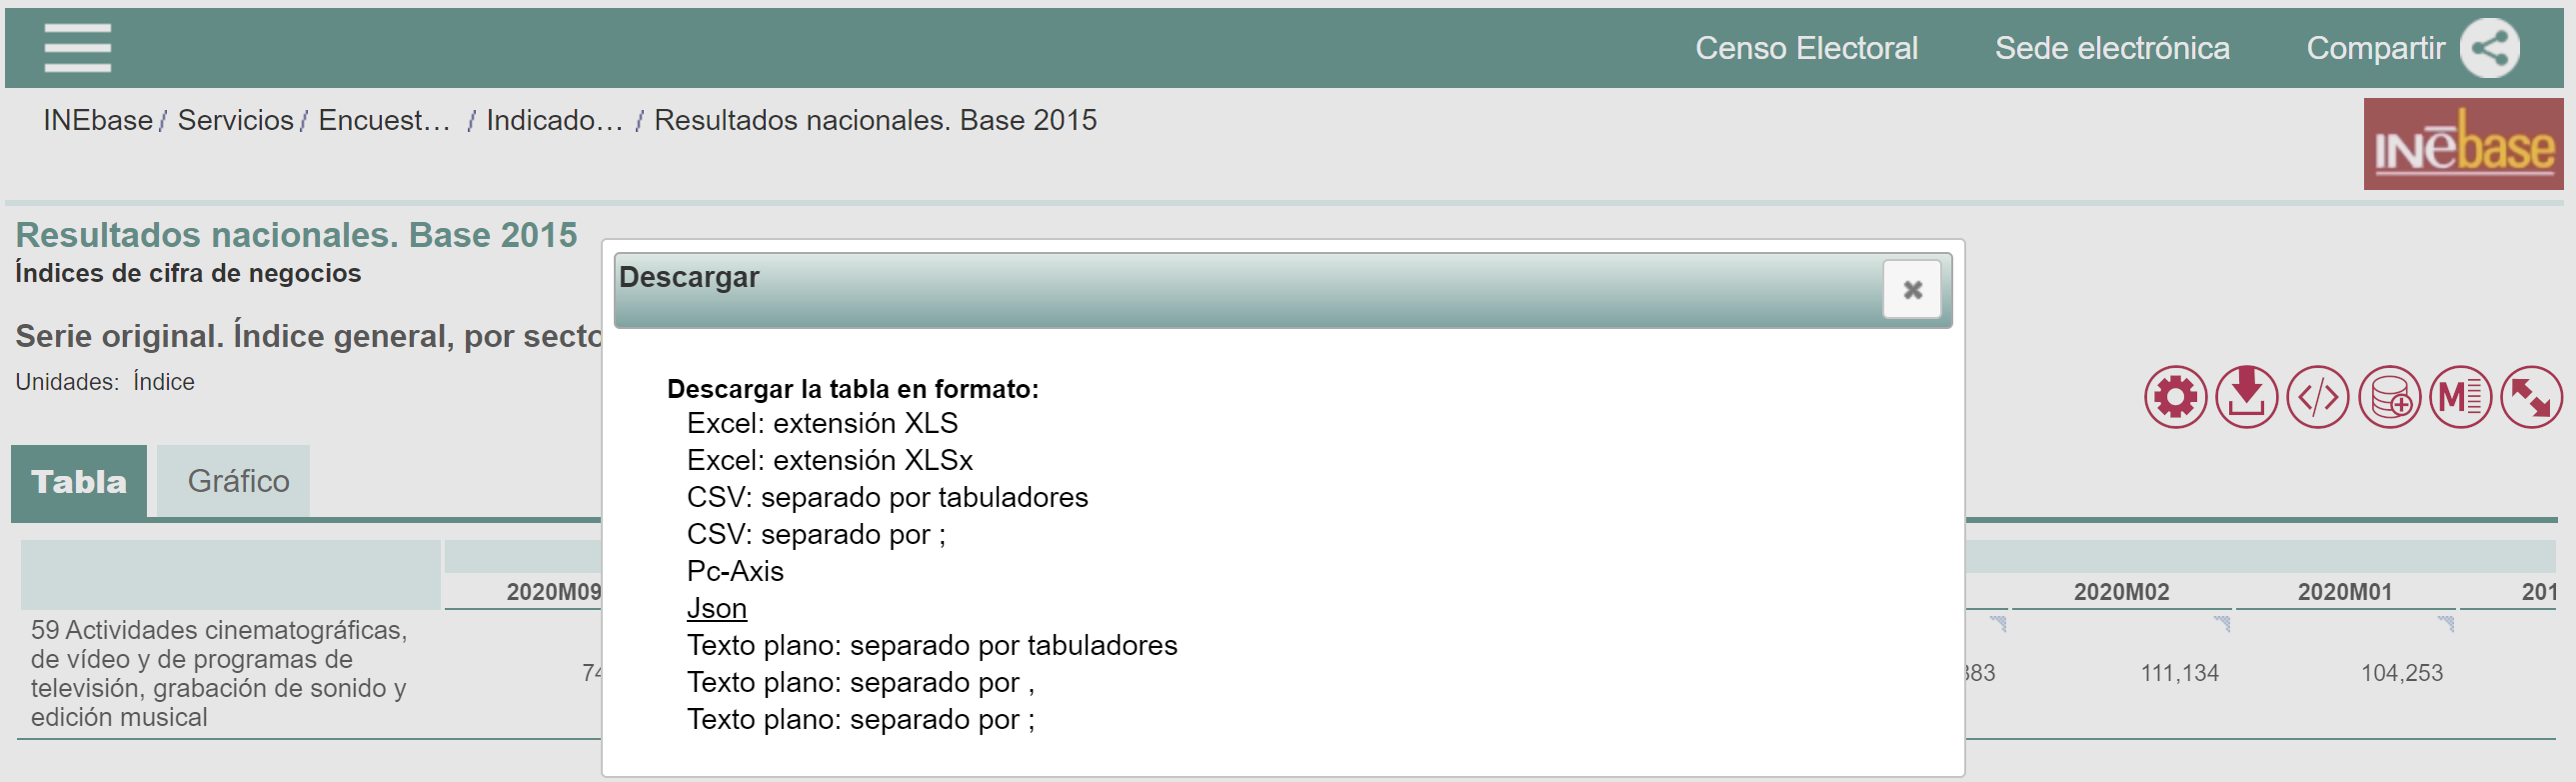 Censo Electoral
Sede electrónica
Compartir
INEbase / Servicios / Encuest... / Indicado... / Resultados nacionales. Base 2015
INēbase
Resultados nacionales. Base 2015
Índices de cifra de negocios
Serie original. Índice general, por secto
Unidades: Índice
M
Tabla
Gráfico
Descargar
Descargar la tabla en formato:
Excel: extensión XLS
Excel: extensión XLSx
CSV: separado por tabuladores
CSV: separado por ;
Pc-Axis
Json
Texto plano: separado por tabuladores
Texto plano: separado por ,
Texto plano: separado por ;
2020M09
2020M02
2020M01
201
59 Actividades cinematográficas,
de vídeo y de programas de
televisión, grabación de sonido y
edición musical
111,134
104,253